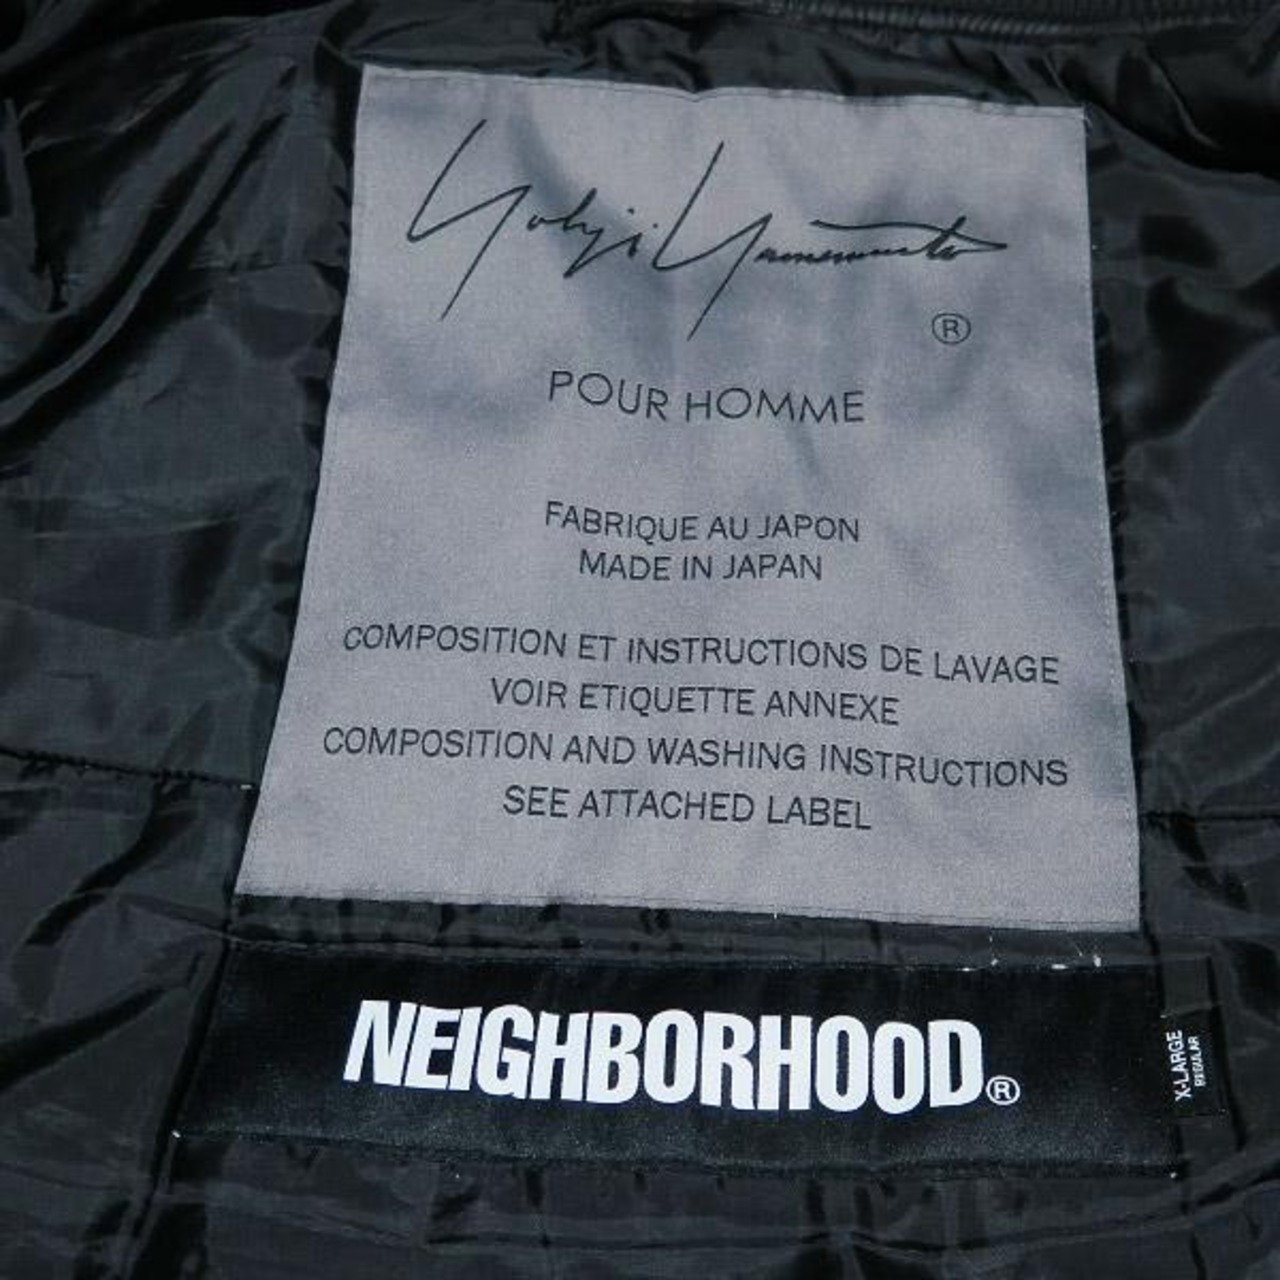 Yohji Yamamoto
®
POUR HOMME
FABRIQUE AU JAPON
MADE IN JAPAN
COMPOSITION ET INSTRUCTIONS DE LAVAGE
VOIR ETIQUETTE ANNEXE
COMPOSITION AND WASHING INSTRUCTIONS
SEE ATTACHED LABEL
NEIGHBORHOOD®
X-LARGE
REGULAR